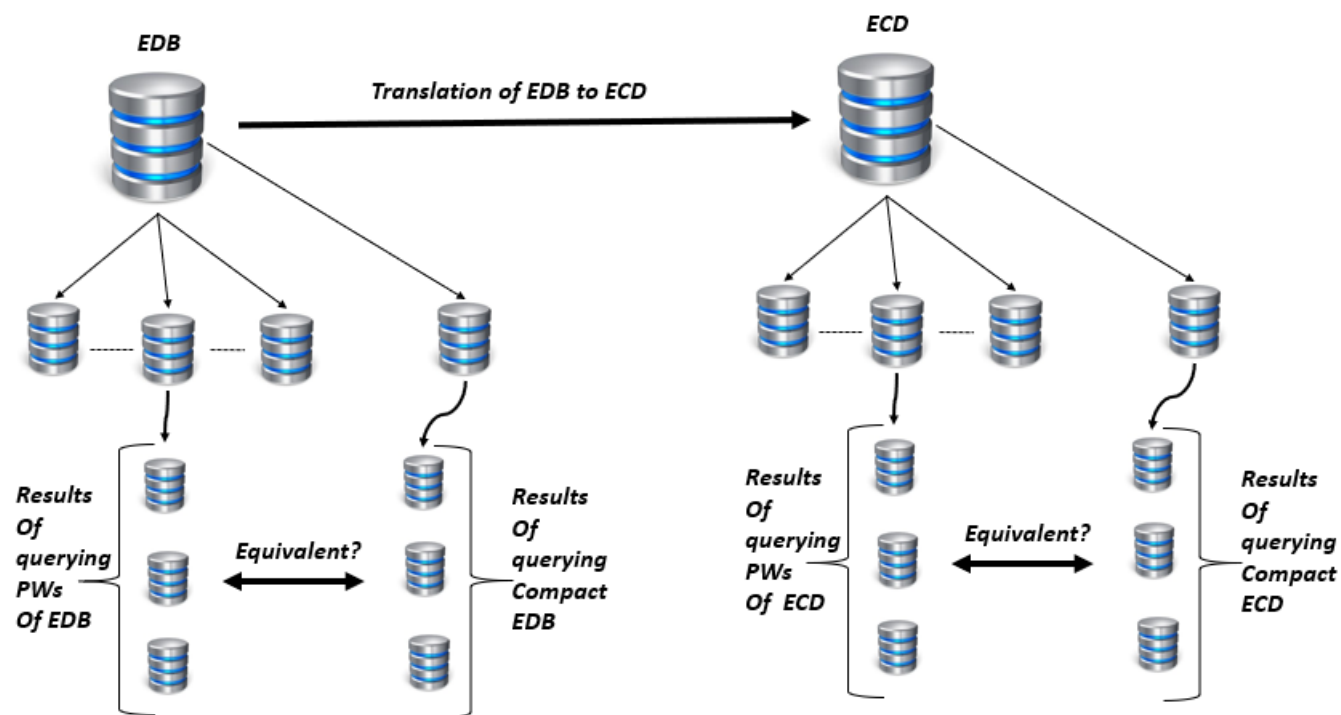 EDB
ECD
Translation of EDB to ECD
Results
Of
querying
PWs
Of EDB
Equivalent?
Results
Of
querying
Compact
EDB
Results
Of
querying
PWs
Of ECD
Equivalent?
Results
Of
querying
Compact
ECD